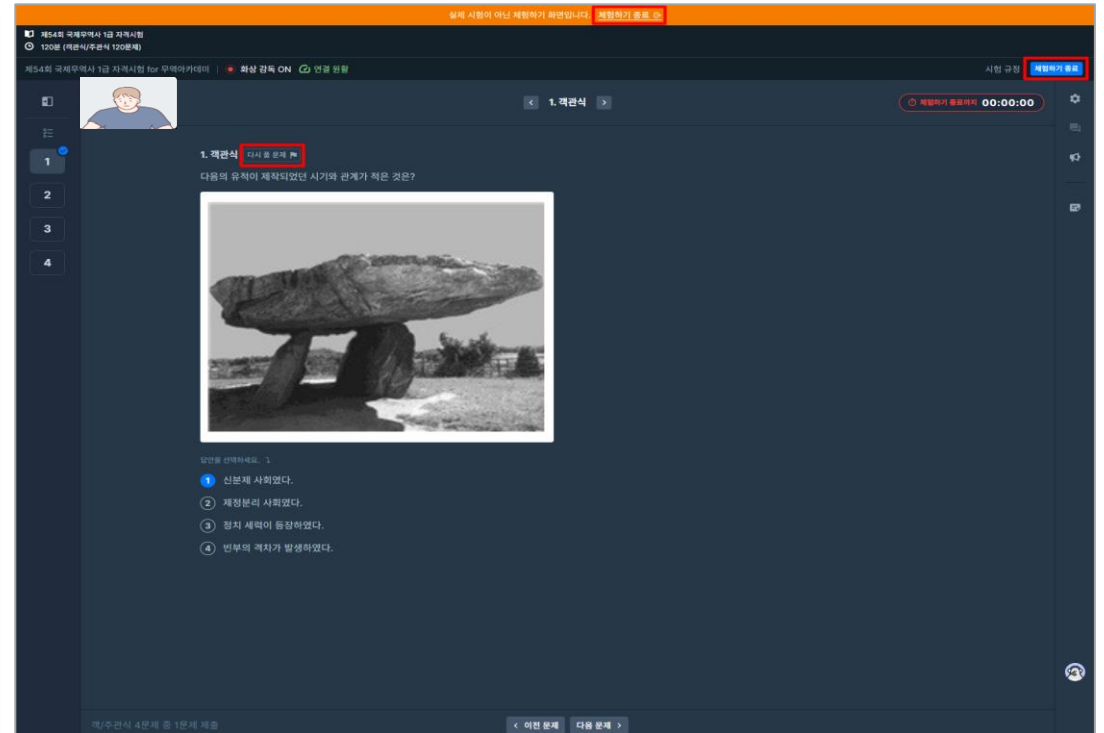 실제 시험이 아닌 체험하기 화면입니다. 체험하기 종료
제54회 국제무역사 1급 자격시험
120분 (객관식/주관식 120문제)
제54회 국제무역사 1급 자격시험 for 무역아카데미 | 화상 감독 ON 연결 원활
시험 규정 체험하기 종료
< 1. 객관식 >
체험하기 종료까지 00:00:00
1
2
3
4
1. 객관식 다시 풀 문제
다음의 유적이 제작되었던 시기와 관계가 적은 것은?
답안을 선택하세요.
1 신분제 사회였다.
2 제정분리 사회였다.
3 정치 세력이 등장하였다.
4 빈부의 격차가 발생하였다.
객/주관식 4문제 중 1문제 제출
< 이전 문제 다음 문제 >